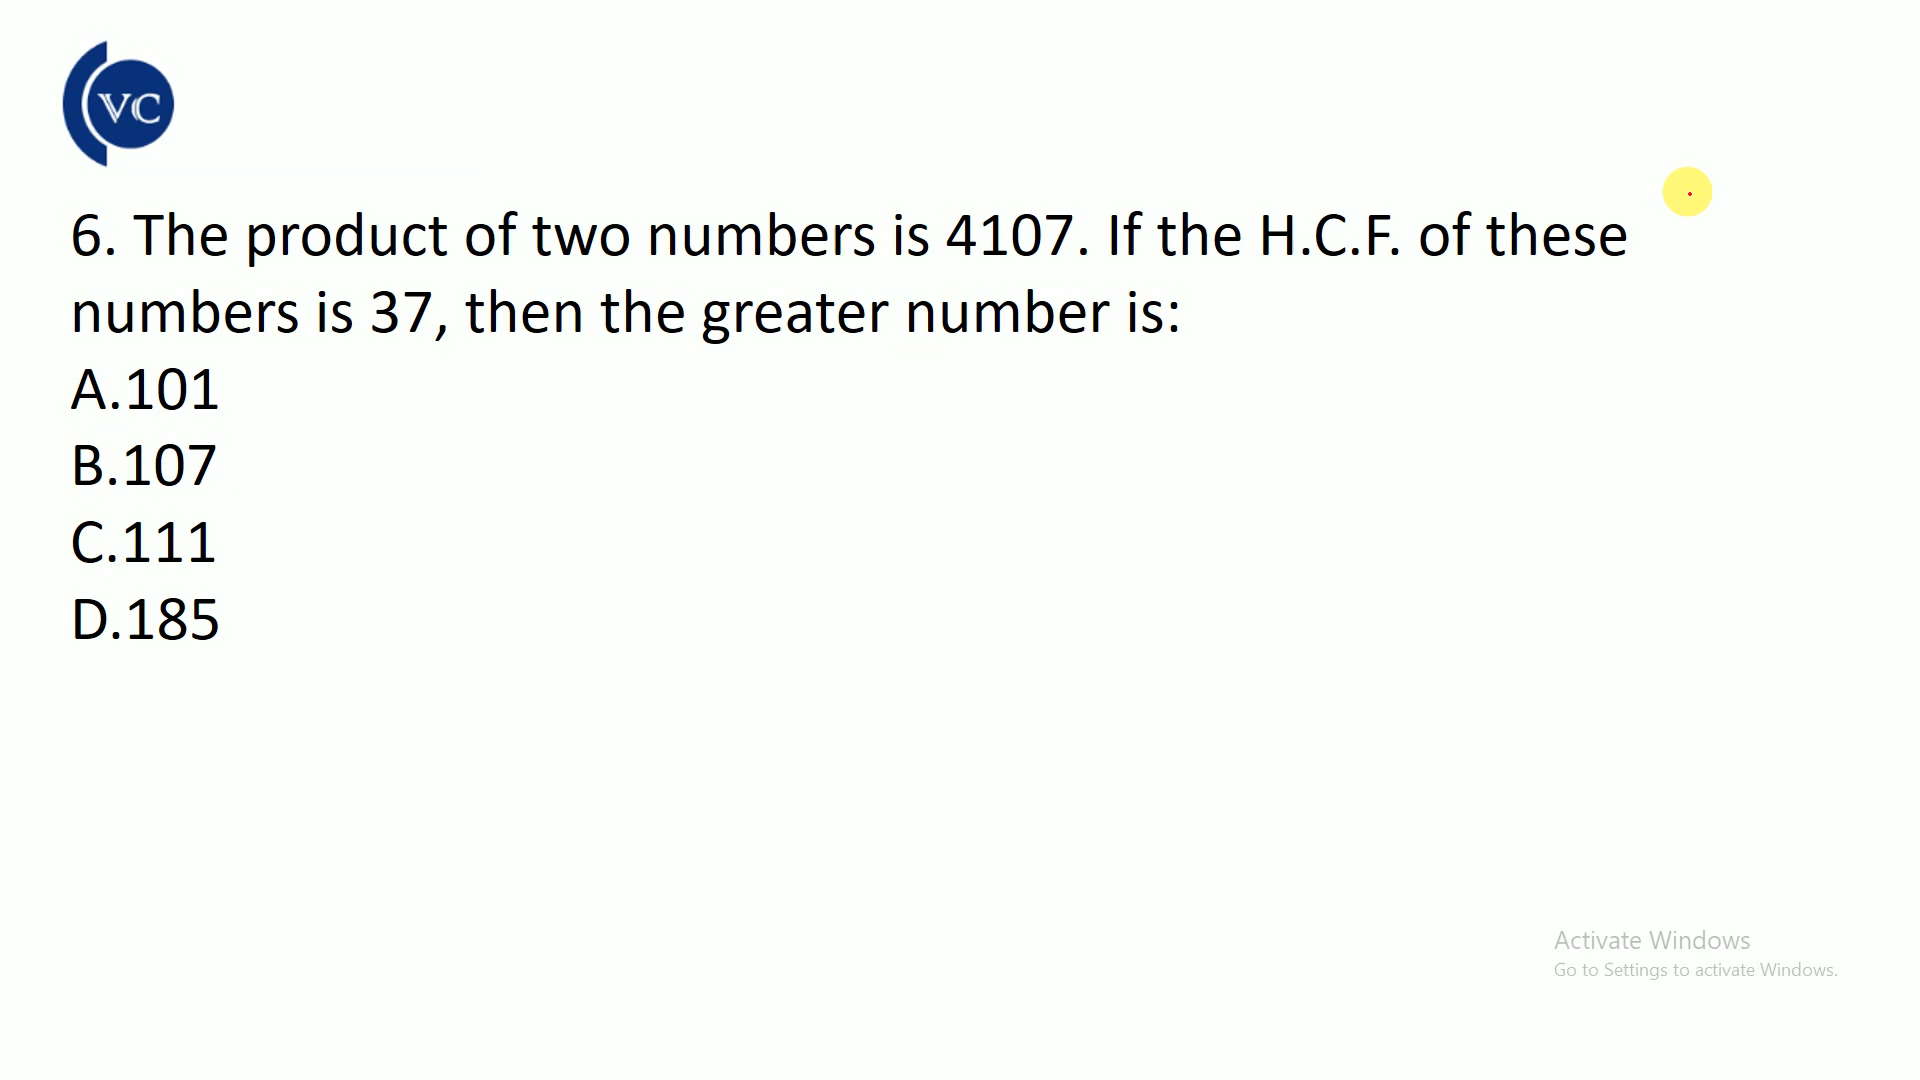 VC
6. The product of two numbers is 4107. If the H.C.F. of these
numbers is 37, then the greater number is:
A.101
B.107
C.111
D.185
Activate Windows
Go to Settings to activate Windows.